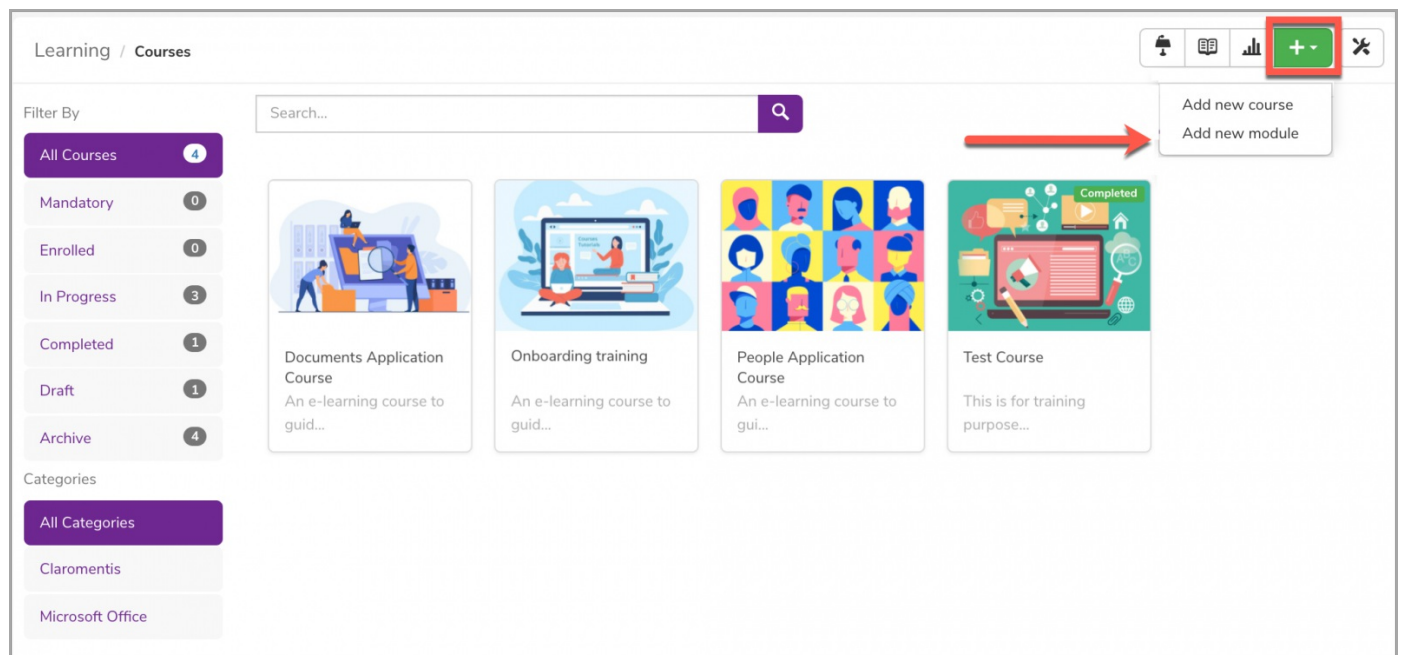 Learning / Courses
Add new course
Add new module
Filter By
Search...
All Courses 4
Mandatory 0
Enrolled 0
In Progress 3
Completed 1
Draft 1
Archive 4
Categories
All Categories
Claromentis
Microsoft Office
Courses
Tutorials
Documents Application
Course
An e-learning course to
guid...
Onboarding training
An e-learning course to
guid...
People Application
Course
An e-learning course to
gui...
Completed
ABC
Test Course
This is for training
purpose...